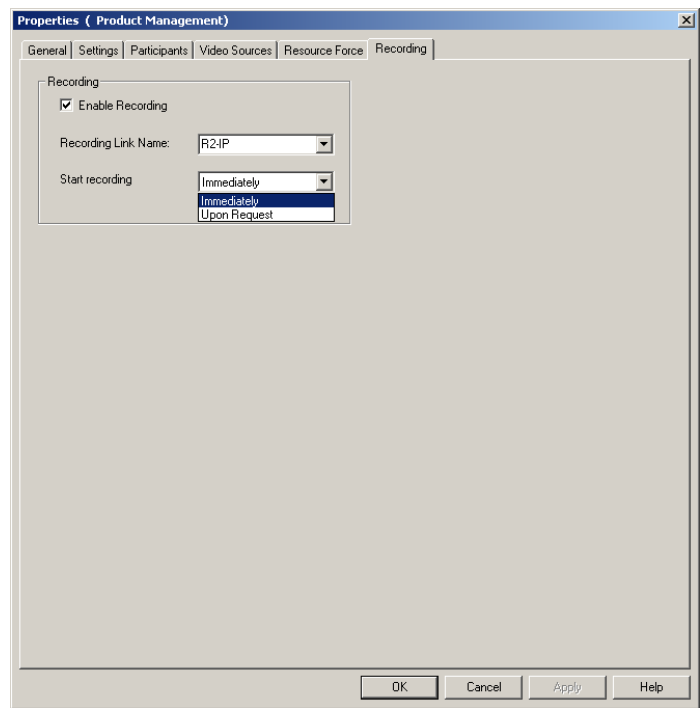 Properties ( Product Management)
General Settings Participants Video Sources Resource Force Recording
Recording
Enable Recording
Recording Link Name: R2-IP
Start recording Immediately
Immediately
Upon Request
OK Cancel Apply Help